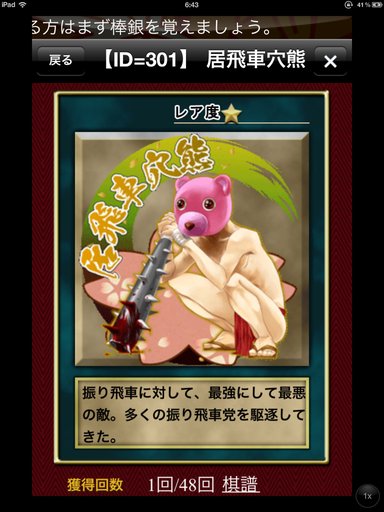 iPad 6:43 41%
る方はまず棒銀を覚えましょう。
戻る 【ID=301】 居飛車穴熊 ×
レア度
居飛車穴熊
振り飛車に対して、最強にして最悪
の敵。多くの振り飛車党を駆逐して
きた。
獲得回数 1回/48回 棋譜
1x